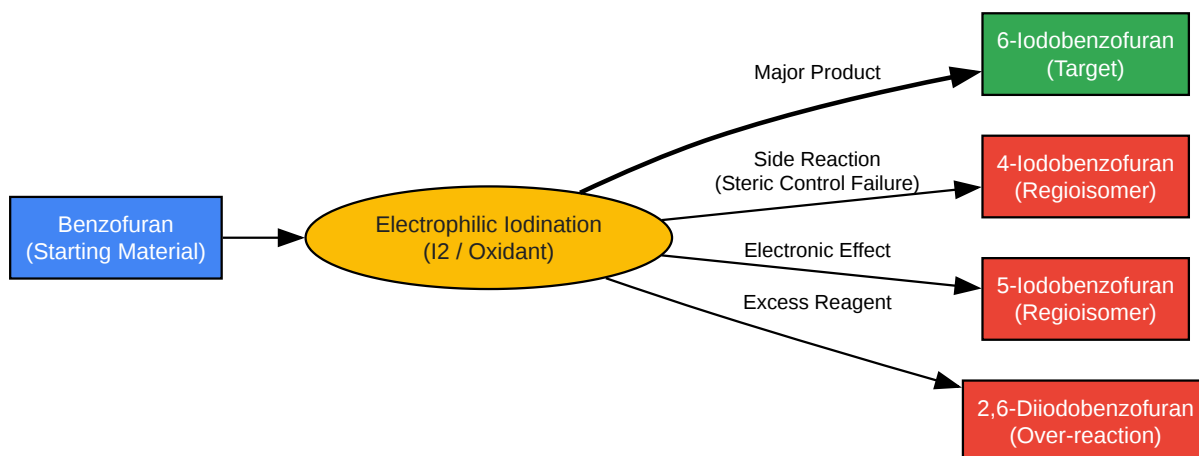 Benzofuran
(Starting Material)
Electrophilic Iodination
(I2 / Oxidant)
Major Product
Side Reaction
(Steric Control Failure)
Electronic Effect
Excess Reagent
6-Iodobenzofuran
(Target)
4-Iodobenzofuran
(Regioisomer)
5-Iodobenzofuran
(Regioisomer)
2,6-Diiodobenzofuran
(Over-reaction)